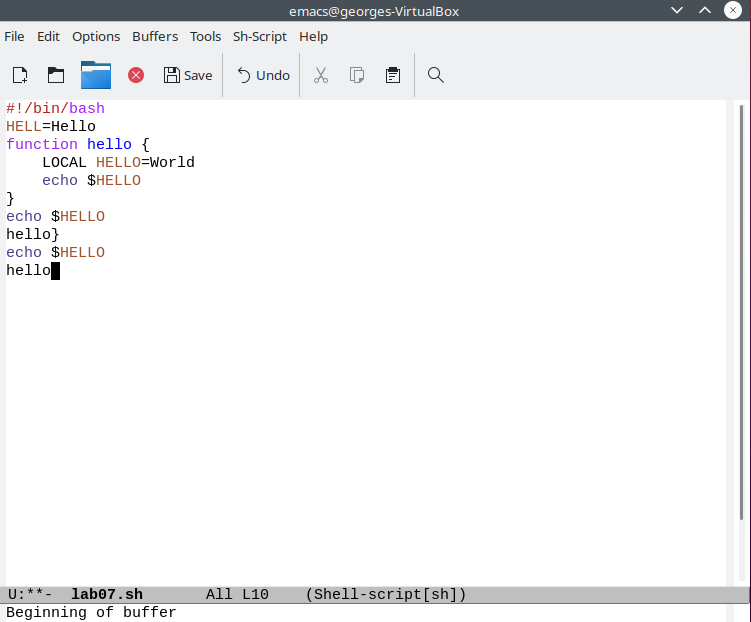 emacs@georges-VirtualBox
File Edit Options Buffers Tools Sh-Script Help
Save Undo
#!/bin/bash
HELL=Hello
function hello {
    LOCAL HELLO=World
    echo $HELLO
}
echo $HELLO
hello}
echo $HELLO
hello
U:**-  lab07.sh       All L10    (Shell-script[sh])
Beginning of buffer